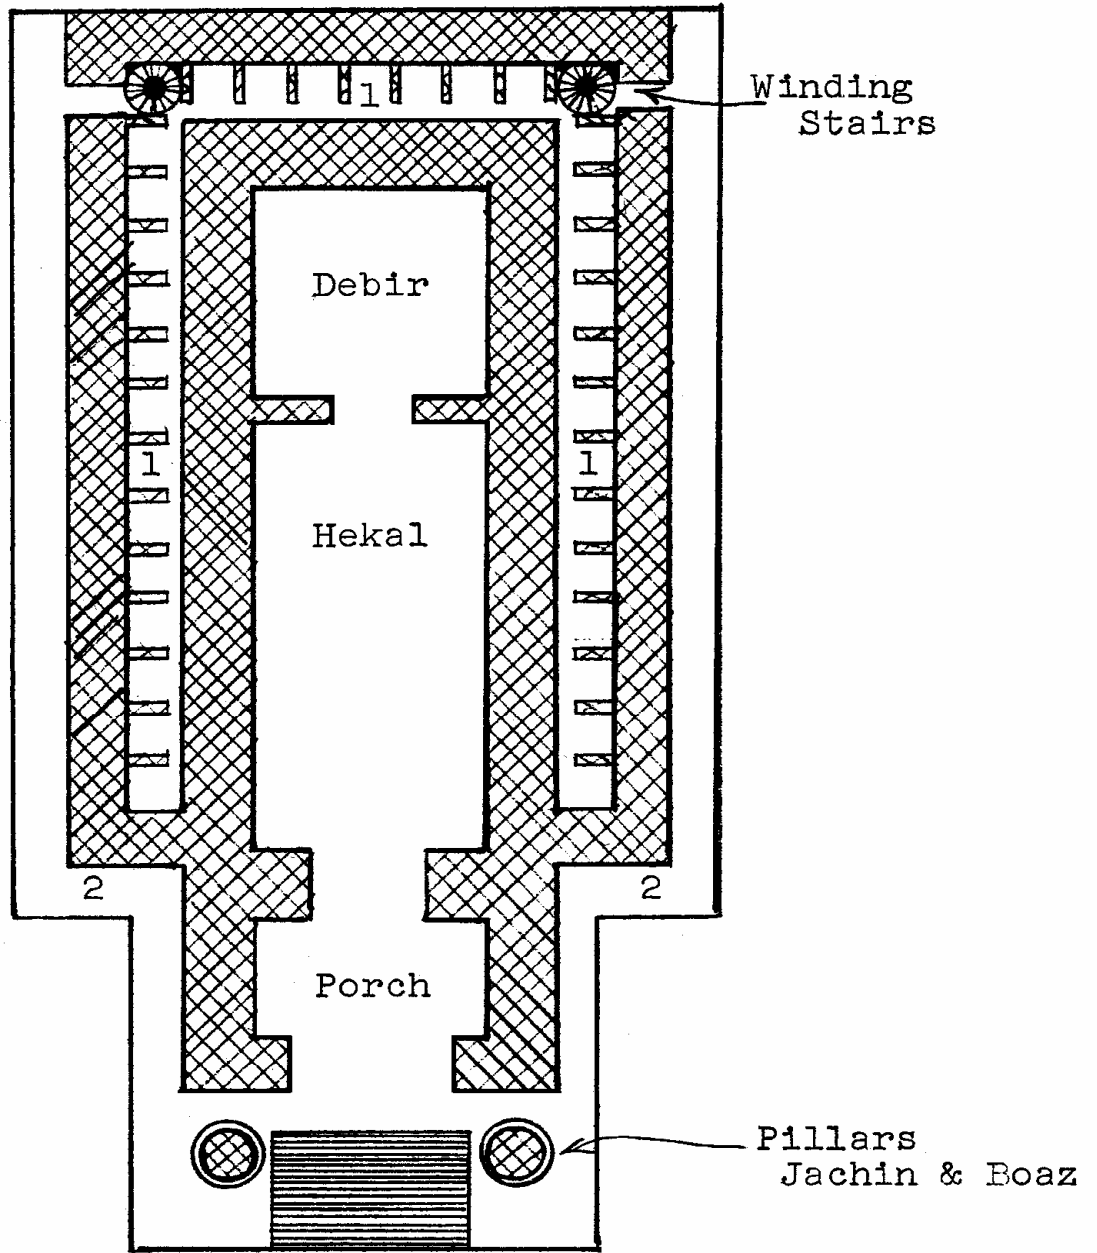 1
Winding
Stairs
Debir
1
1
Hekal
2
2
Porch
Pillars
Jachin & Boaz